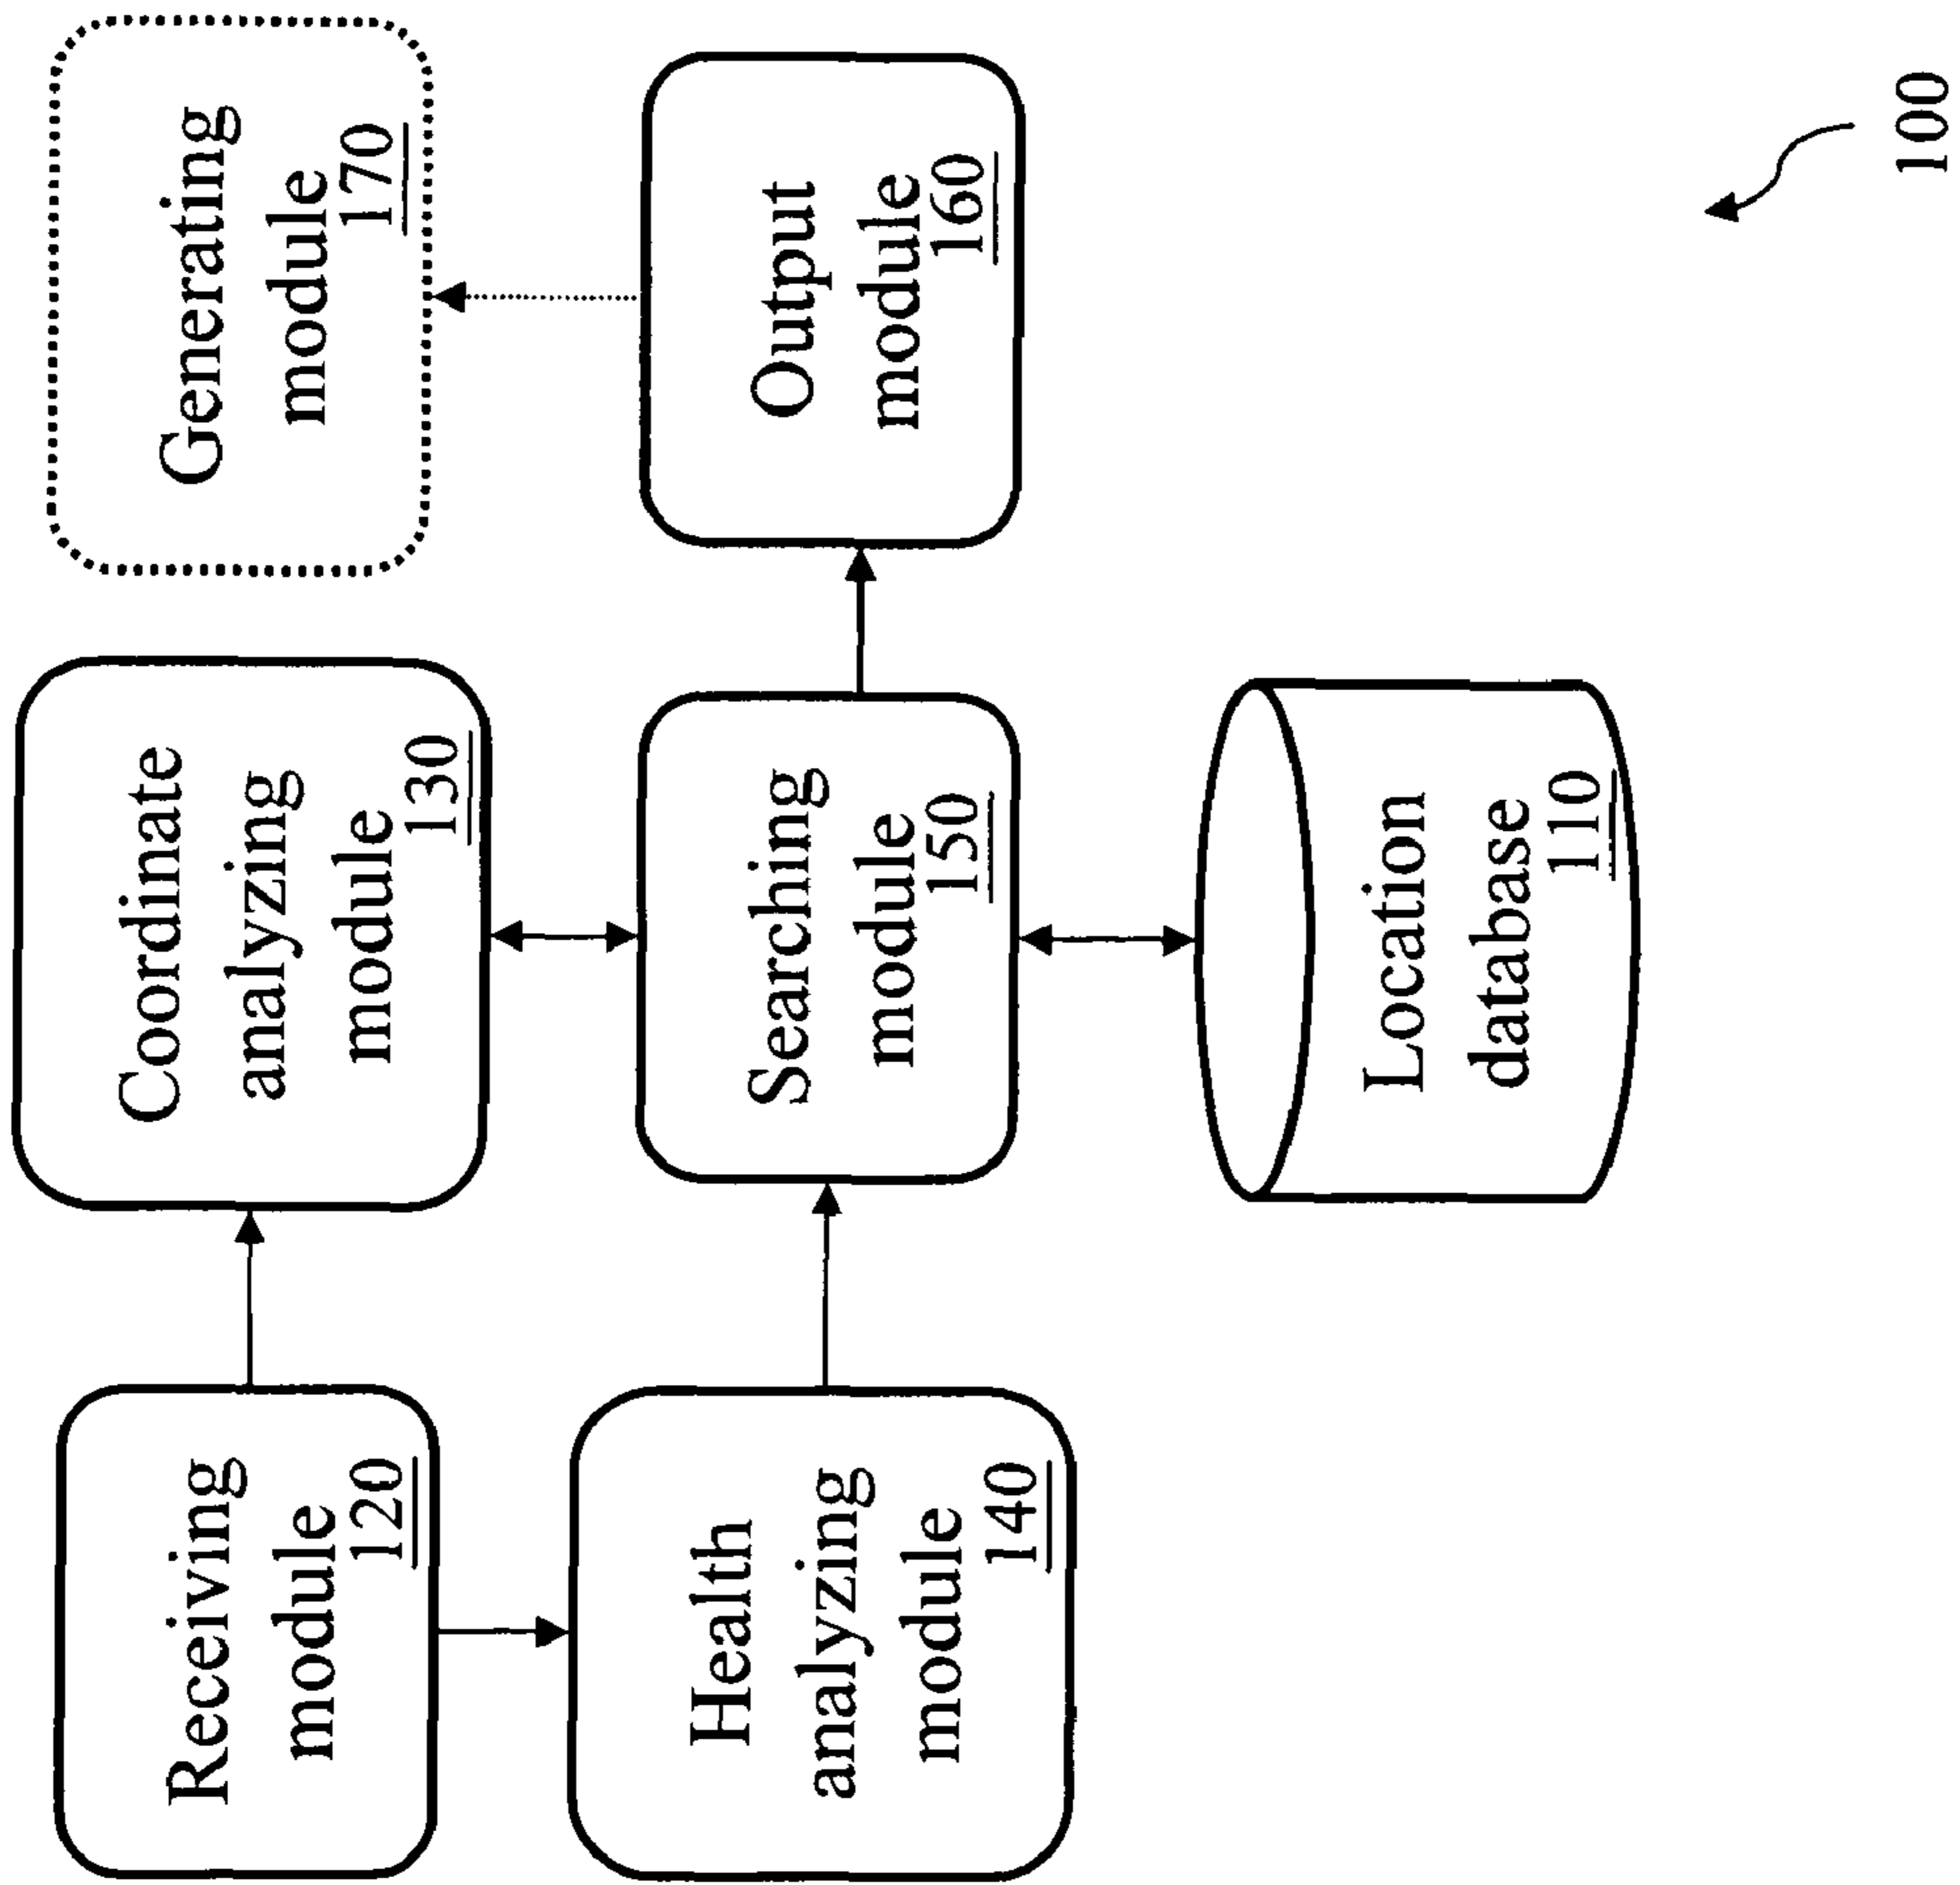 Receiving
module
120
Coordinate
analyzing
module
130
Generating
module
170
Health
analyzing
module
140
Searching
module
150
Output
module
160
Location
database
110
100